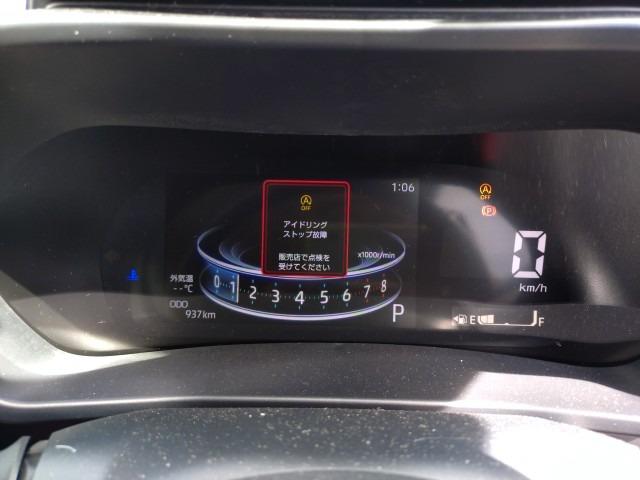 1:06
OFF
アイドリング
ストップ故障
販売店で点検を
受けてください
x1000r/min
外気温
--℃
0 1 2 3 4 5 6 7 8
ODO
937km
P
A
OFF
P
0
km/h
E F